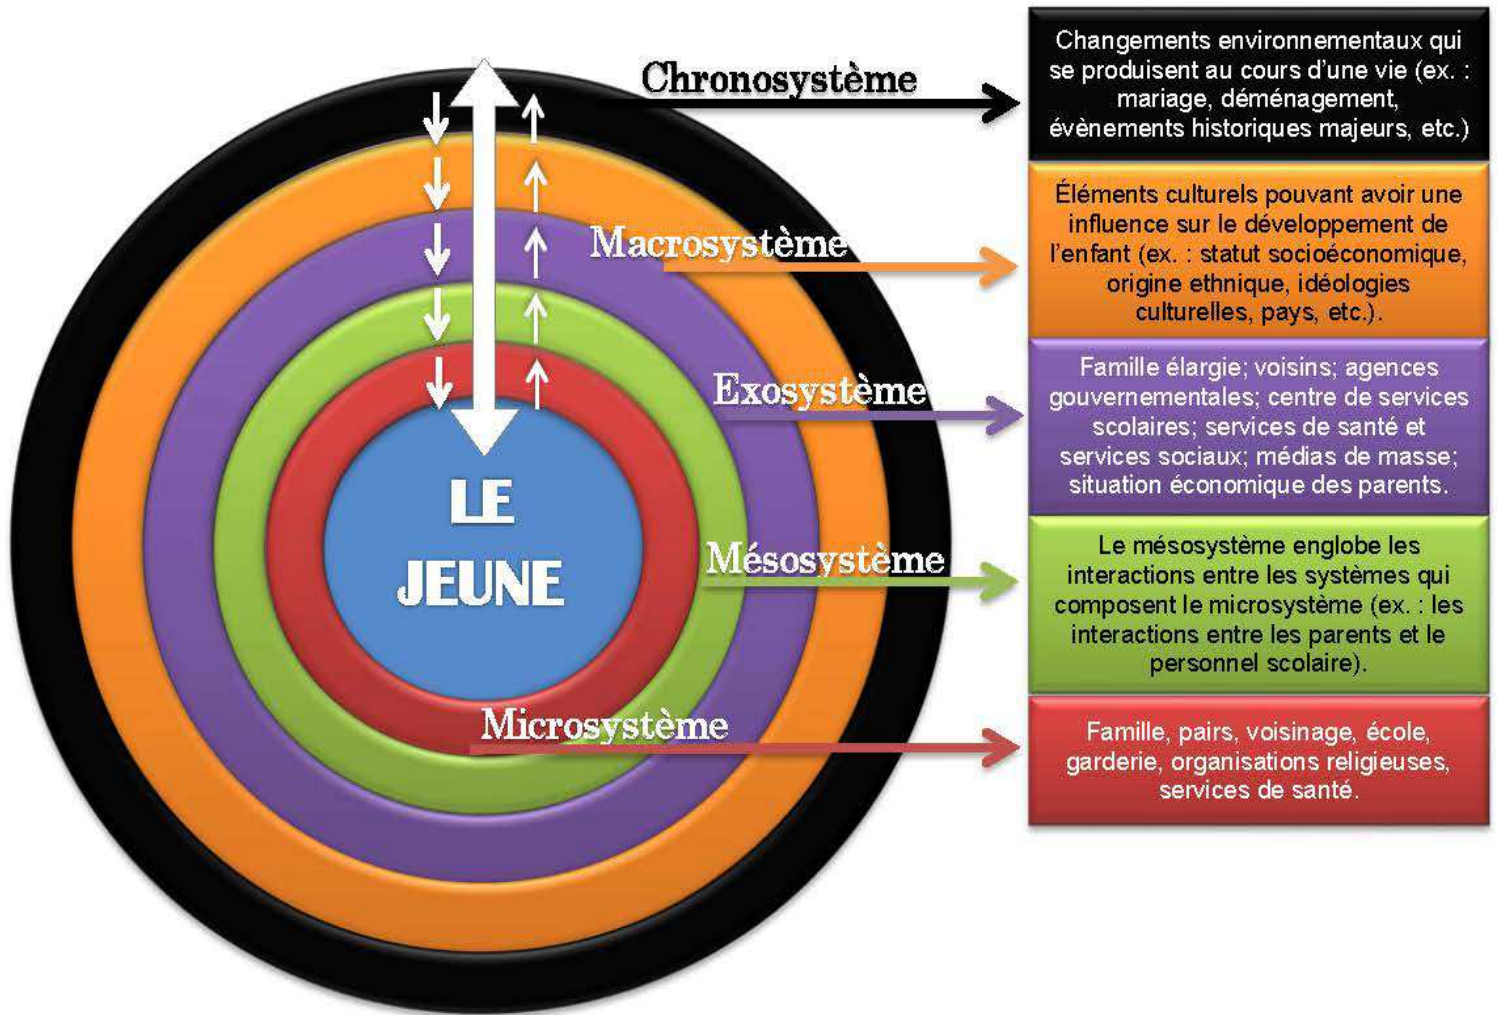 Chronosystème
Changements environnementaux qui
se produisent au cours d'une vie (ex. :
mariage, déménagement,
évènements historiques majeurs, etc.)
Macrosystème
Éléments culturels pouvant avoir une
influence sur le développement de
l'enfant (ex. : statut socioéconomique,
origine ethnique, idéologies
culturelles, pays, etc.).
Exosystème
Famille élargie; voisins; agences
gouvernementales; centre de services
scolaires; services de santé et
services sociaux; médias de masse;
situation économique des parents.
LE
JEUNE
Mésosystème
Le mésosystème englobe les
interactions entre les systèmes qui
composent le microsystème (ex. : les
interactions entre les parents et le
personnel scolaire).
Microsystème
Famille, pairs, voisinage, école,
garderie, organisations religieuses,
services de santé.